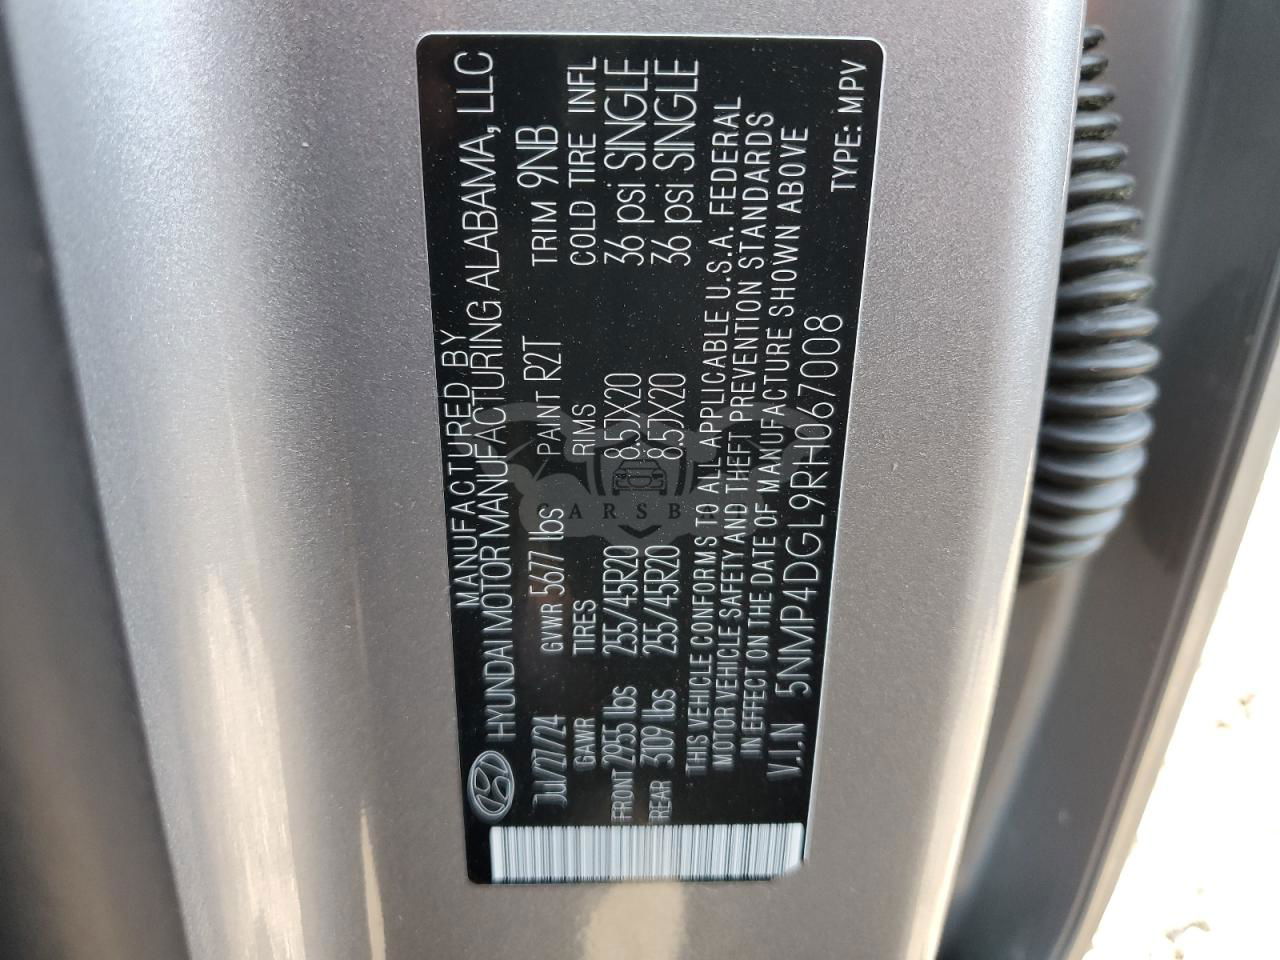 MANUFACTURED BY
HYUNDAI MOTOR MANUFACTURING ALABAMA, LLC
Jul/27/24 GVWR 5677 lbs PAINT R2T TRIM 9NB
GAWR TIRES RIMS COLD TIRE INFL
FRONT 2955 lbs 255/45R20 8.5JX20 36 psi SINGLE
REAR 3109 lbs 255/45R20 8.5JX20 36 psi SINGLE
THIS VEHICLE CONFORMS TO ALL APPLICABLE U.S.A. FEDERAL
MOTOR VEHICLE SAFETY AND THEFT PREVENTION STANDARDS
IN EFFECT ON THE DATE OF MANUFACTURE SHOWN ABOVE
V.I.N 5NMP4DGL9RH067008 TYPE: MPV
CARSB